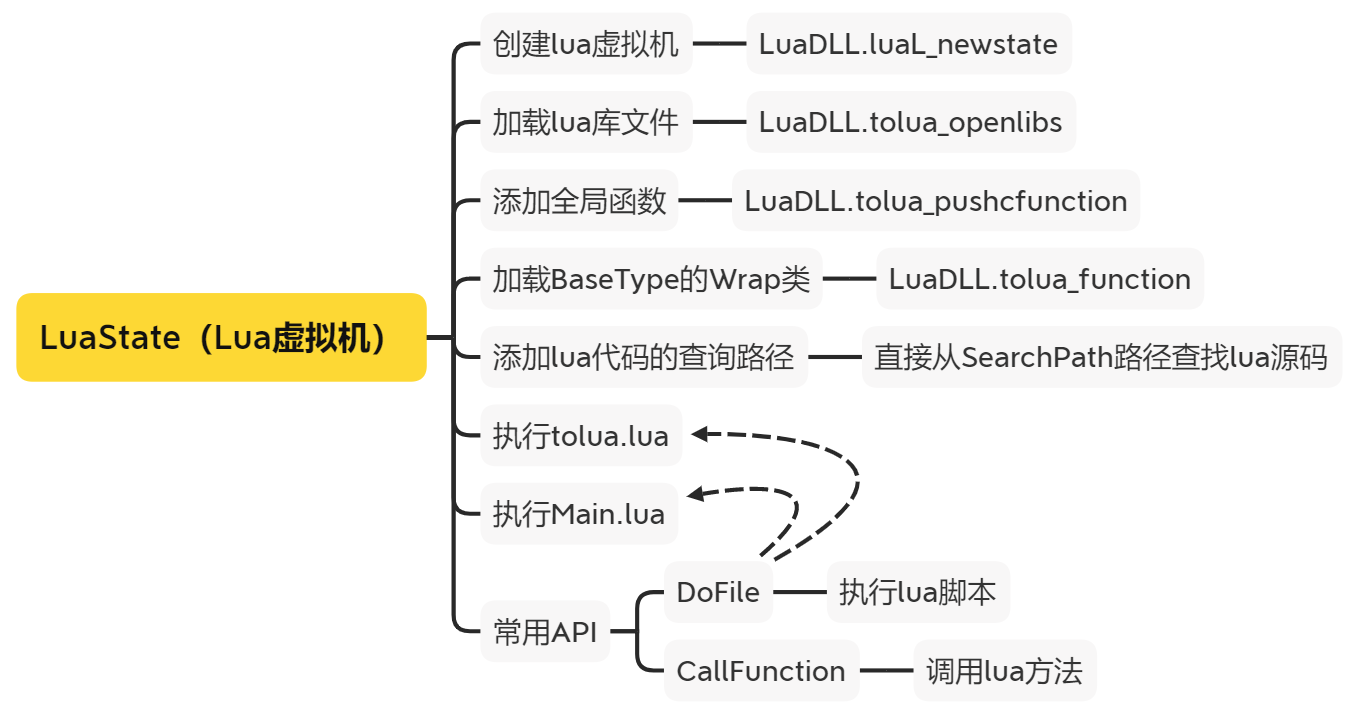 LuaState（Lua虚拟机）
创建lua虚拟机
LuaDLL.luaL_newstate
加载lua库文件
LuaDLL.tolua_openlibs
添加全局函数
LuaDLL.tolua_pushcfunction
加载BaseType的Wrap类
LuaDLL.tolua_function
添加lua代码的查询路径
直接从SearchPath路径查找lua源码
执行tolua.lua
执行Main.lua
常用API
DoFile
执行lua脚本
CallFunction
调用lua方法